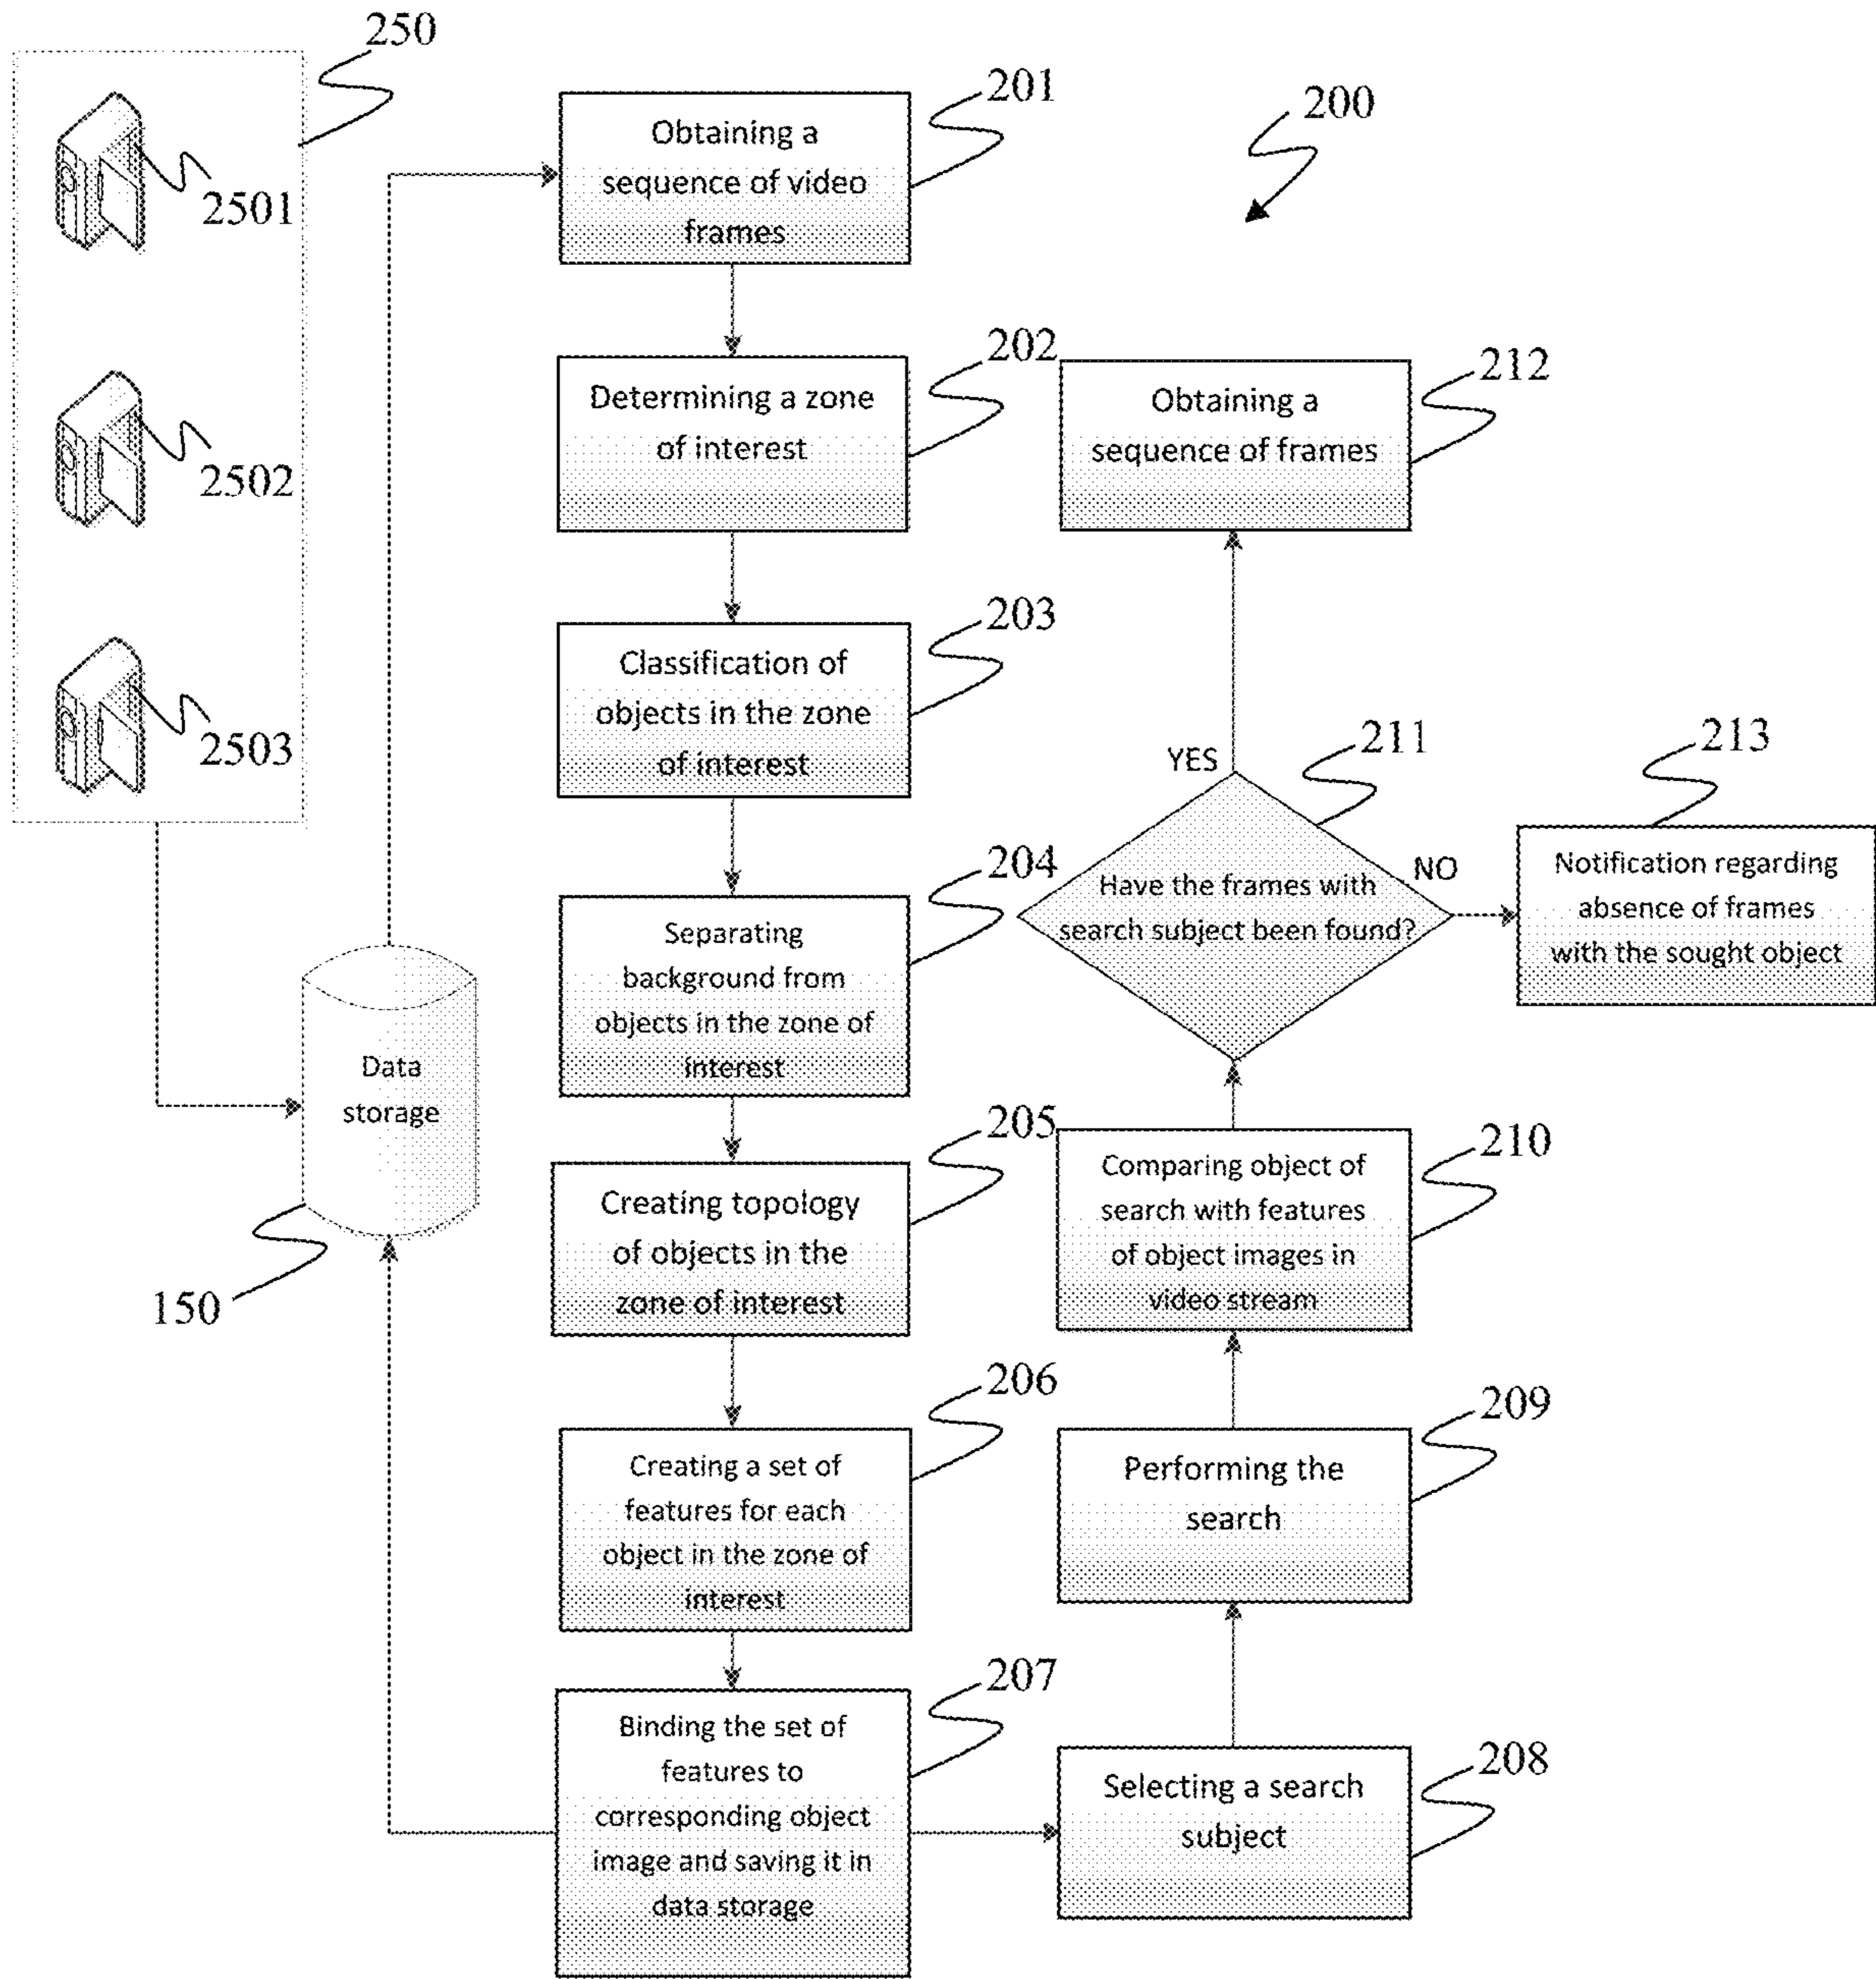 250
2501
2502
2503
Data
storage
150
200
201
Obtaining a
sequence of video
frames
202
Determining a zone
of interest
203
Classification of
objects in the zone
of interest
204
Separating
background from
objects in the zone of
interest
205
Creating topology
of objects in the
zone of interest
206
Creating a set of
features for each
object in the zone of
interest
207
Binding the set of
features to
corresponding object
image and saving it in
data storage
208
Selecting a search
subject
209
Performing the
search
210
Comparing object of
search with features
of object images in
video stream
211
Have the frames with
search subject been found?
YES
NO
212
Obtaining a
sequence of frames
213
Notification regarding
absence of frames
with the sought object